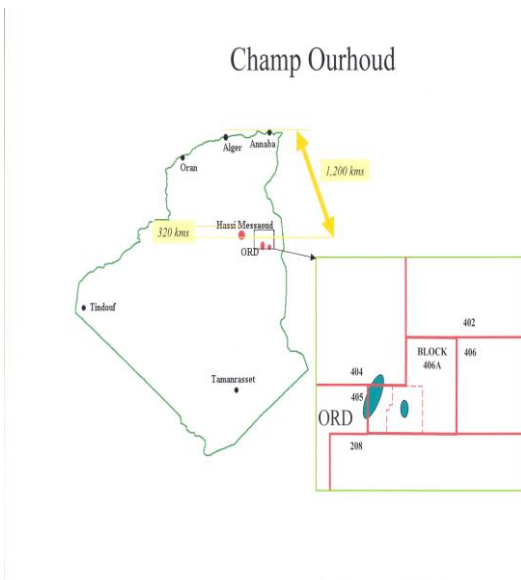 Champ Ourhoud
Alger
Annaba
Oran
1,200 kms
Hassi Messaoud
320 kms
ORD
Tindouf
Tamanrasset
402
BLOCK
406A
406
404
405
ORD
208